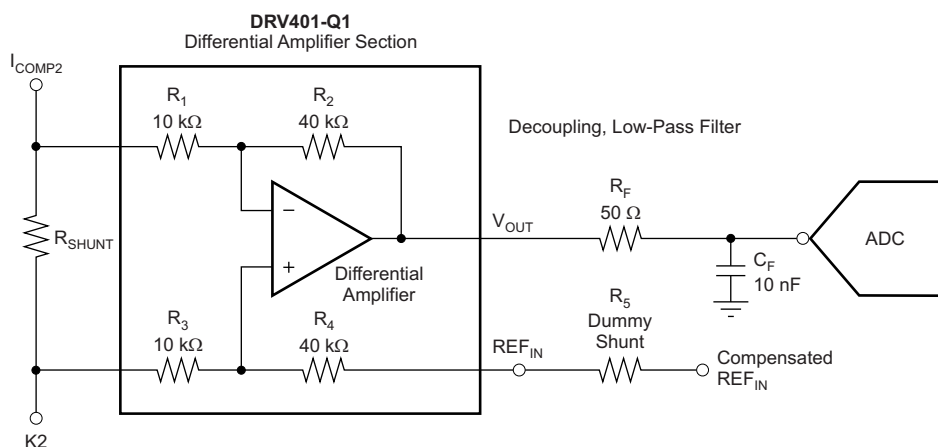 DRV401-Q1
Differential Amplifier Section
I_COMP2
R_1
10 kΩ
R_2
40 kΩ
Decoupling, Low-Pass Filter
R_SHUNT
−
+
Differential
Amplifier
V_OUT
R_F
50 Ω
ADC
C_F
10 nF
R_3
10 kΩ
R_4
40 kΩ
REF_IN
R_5
Dummy
Shunt
Compensated
REF_IN
K2